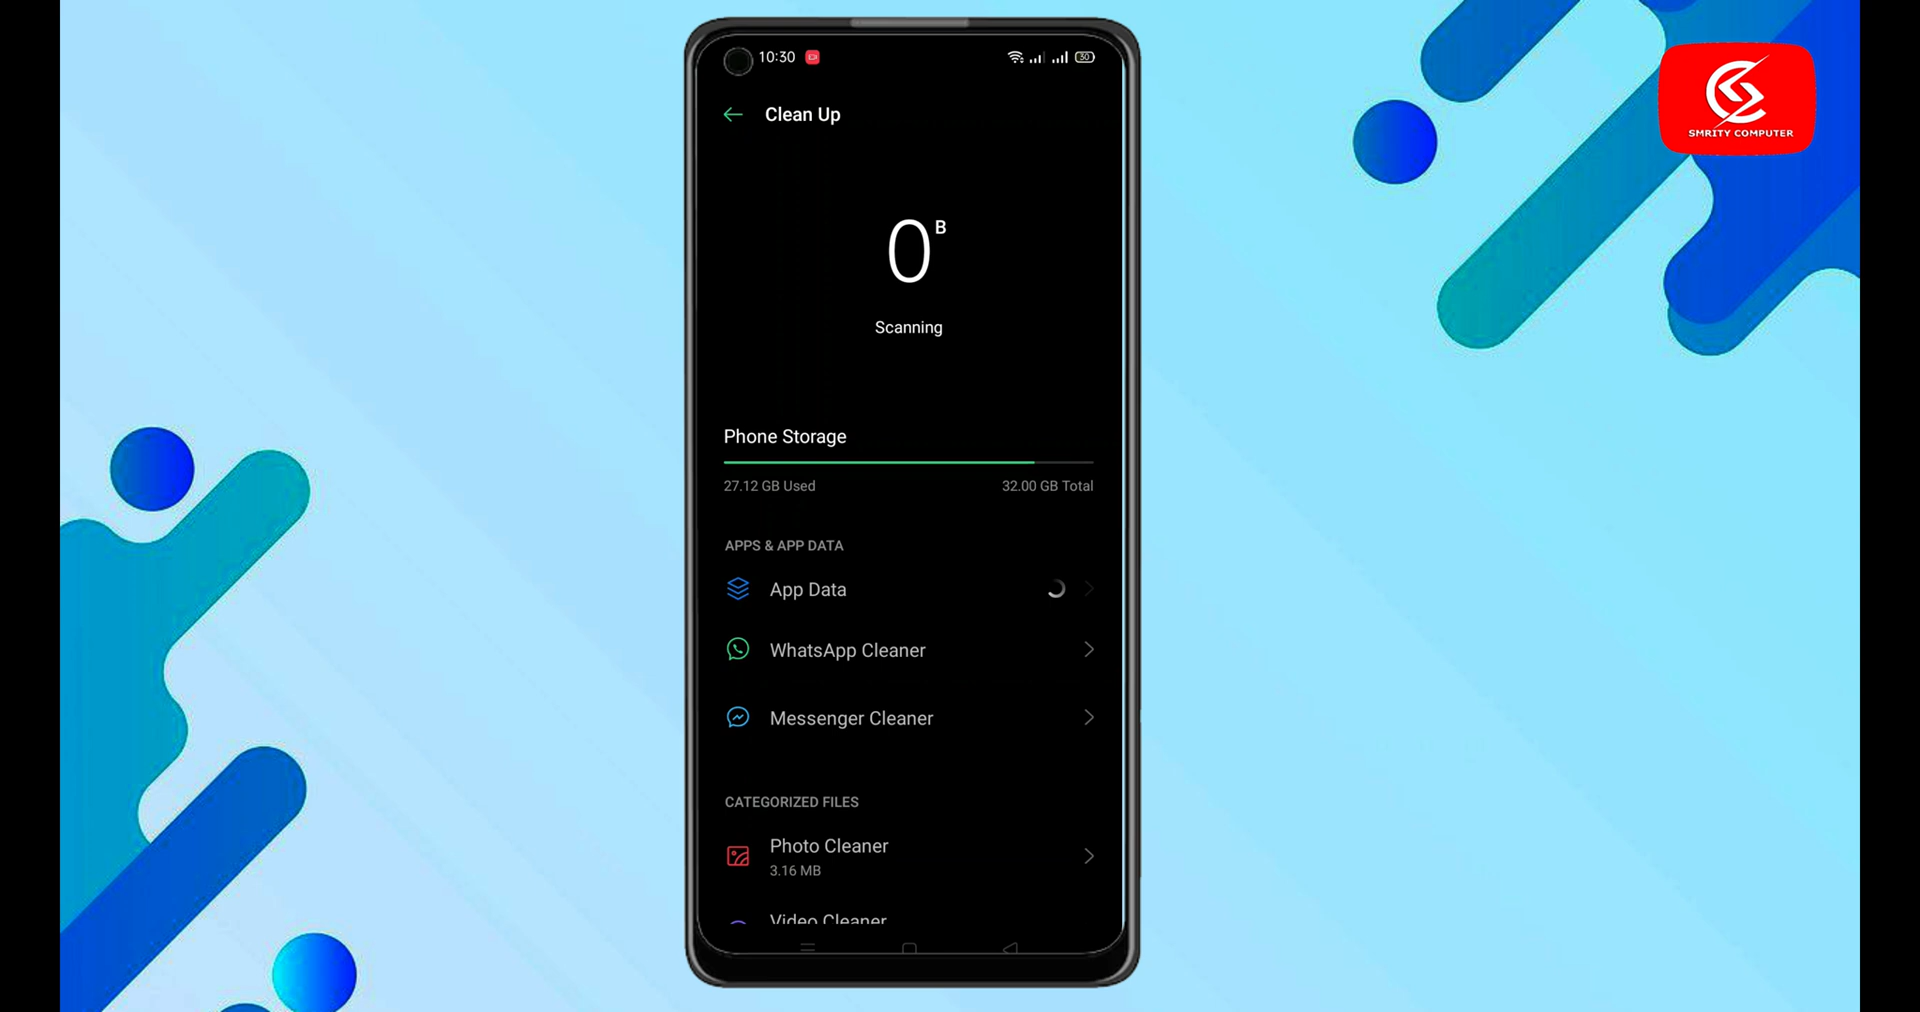 10:30
30
SMRITY COMPUTER
Clean Up
0 B
Scanning
Phone Storage
27.12 GB Used
32.00 GB Total
APPS & APP DATA
App Data
WhatsApp Cleaner
Messenger Cleaner
CATEGORIZED FILES
Photo Cleaner
3.16 MB
Video Cleaner